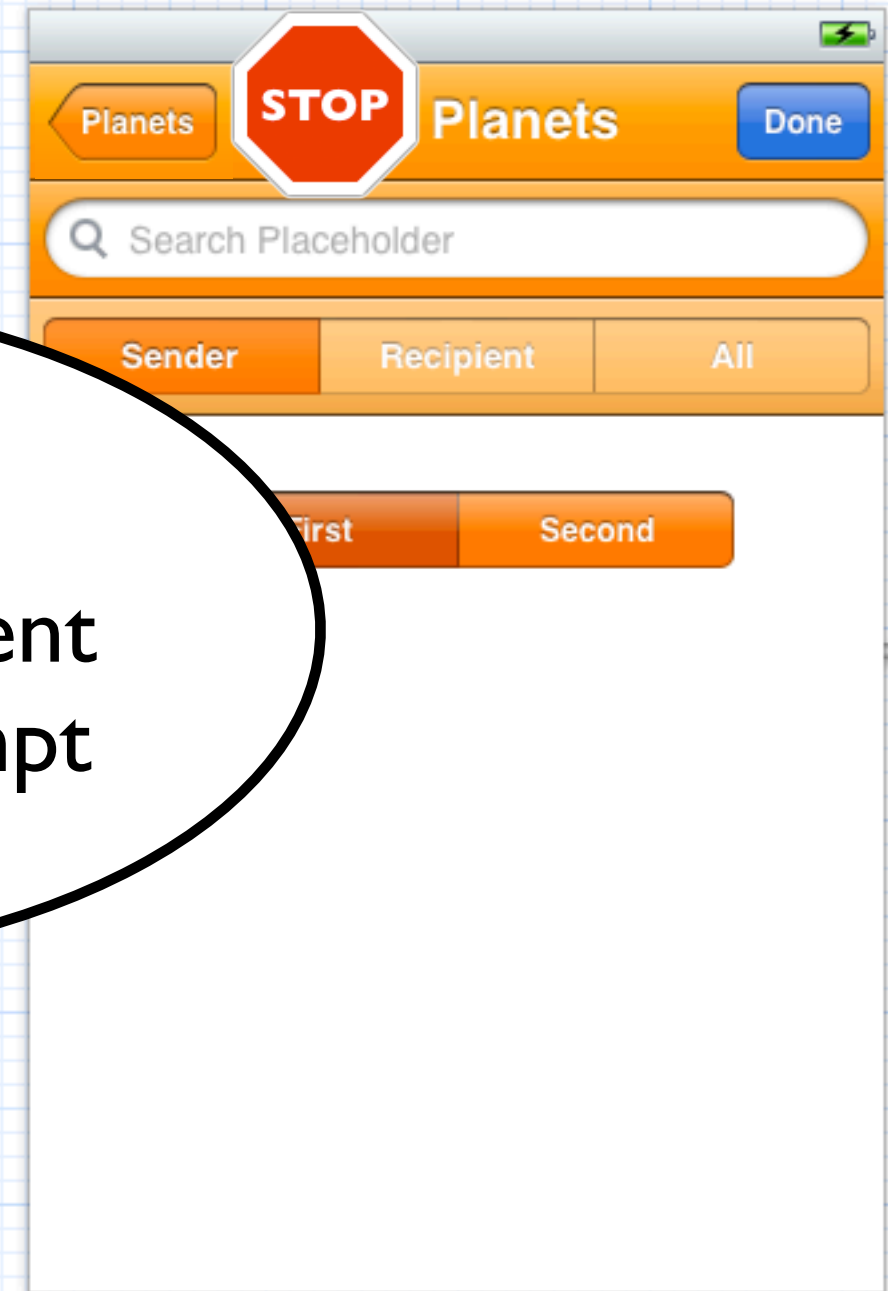 STOP
Planets
Planets
Done
Search Placeholder
Sender
Recipient
All
Second